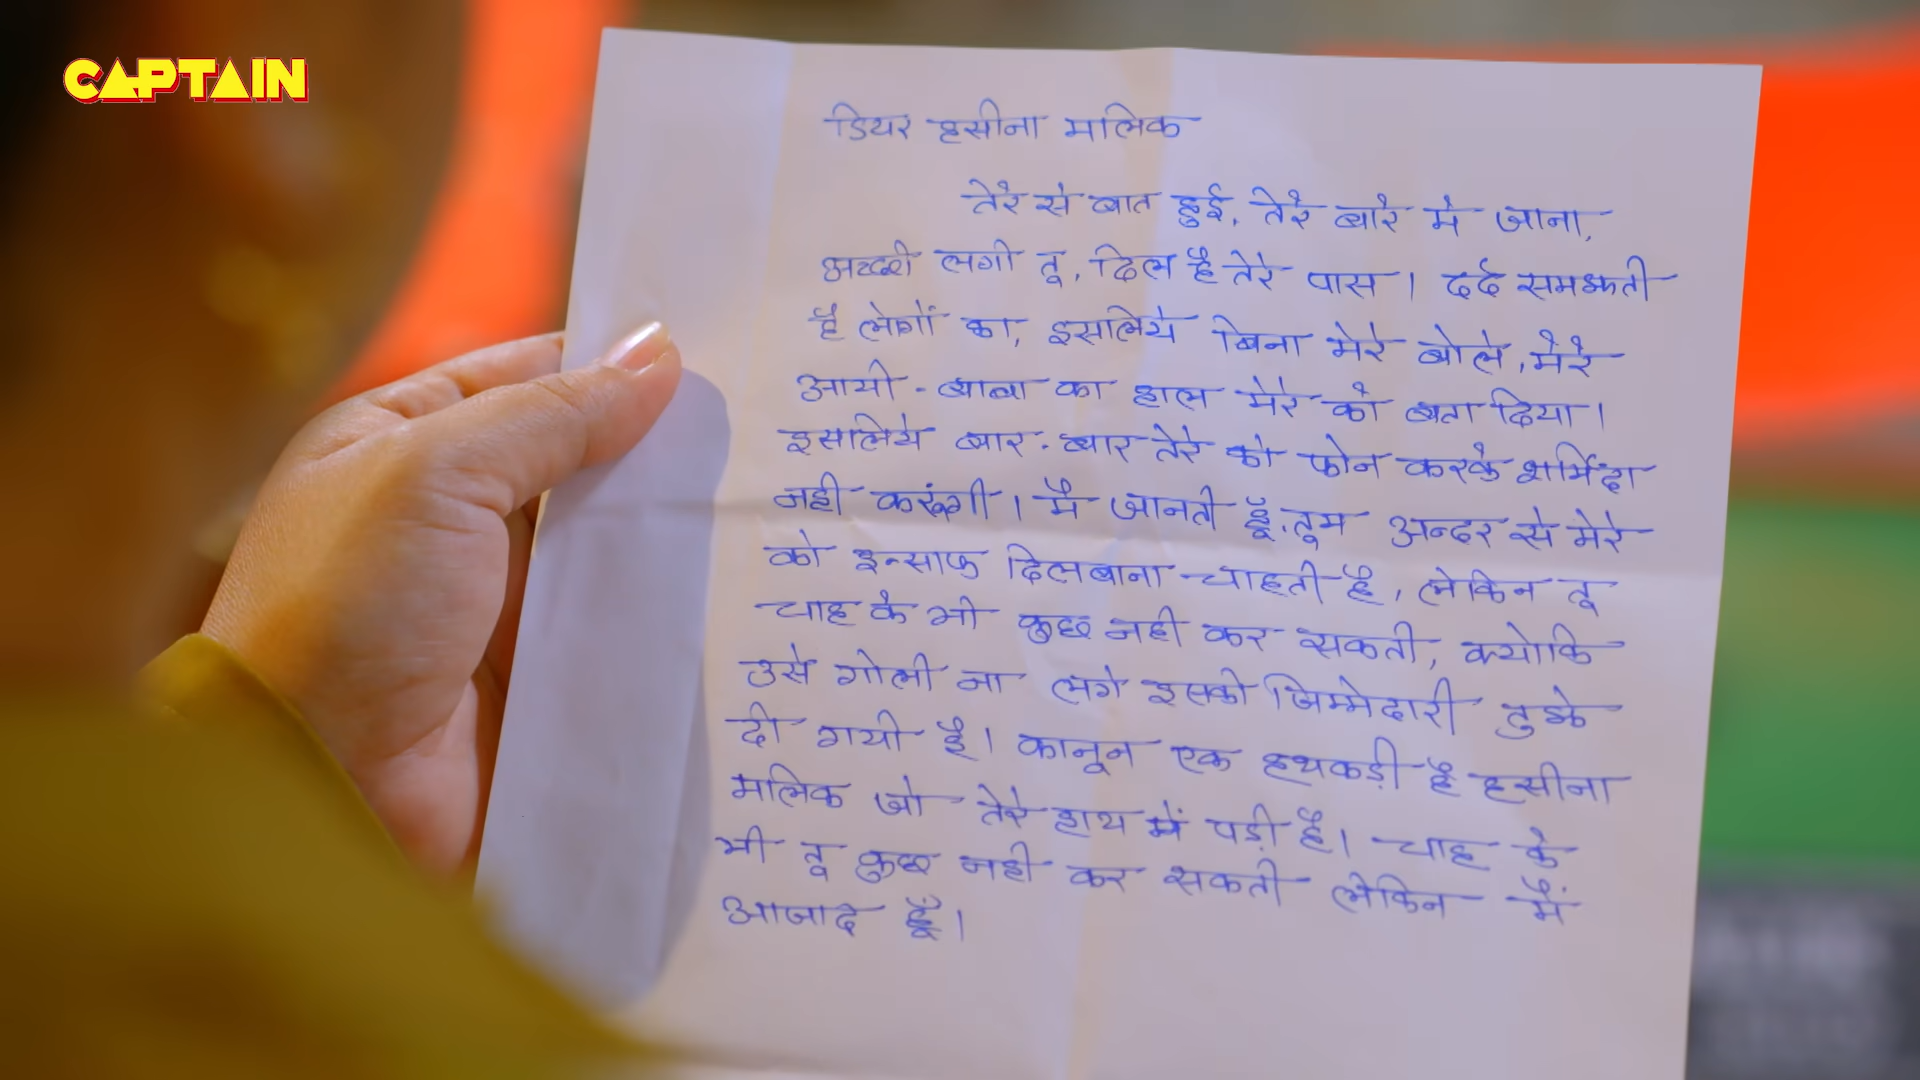 CAPTAIN
डियर हसीना मलिक
तेरे से बात हुई, तेरे बारे मे जाना,
अच्छी लगी तू, दिल है तेरे पास। दर्द समझती
है लोगों का, इसलिये बिना मेरे बोले, मेरे
आयी - बाबा का हाल मेरे को बता दिया।
इसलिये बार-बार तेरे को फोन करके शर्मिंदा
नही करूंगी। मै जानती हूँ, तुम अन्दर से मेरे
को इन्साफ दिलबाना चाहती है, लेकिन तू
चाह के भी कुछ नही कर सकती, क्योकि
उसे गोली ना लगे इसकी जिम्मेदारी तुझे
दी गयी है। कानून एक हथकड़ी है हसीना
मलिक जो तेरे हाथ में पड़ी है। चाह के
भी तू कुछ नही कर सकती लेकिन मैं
आजाद हूँ।